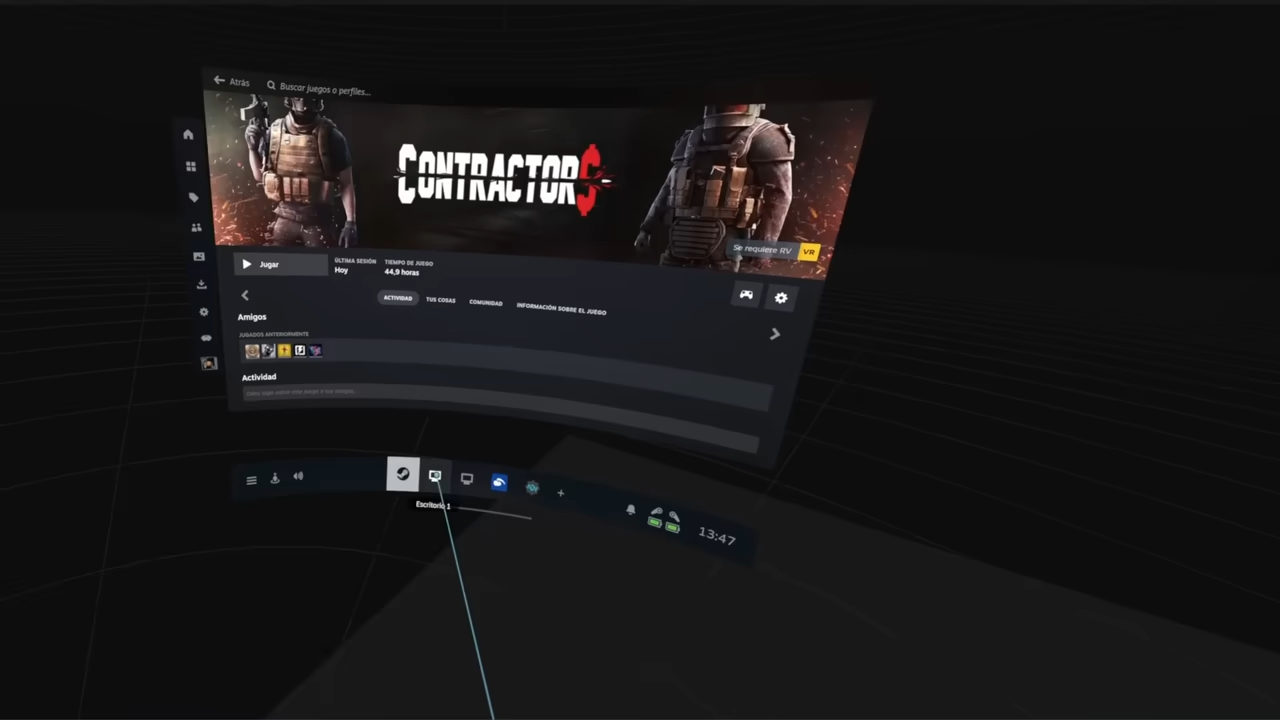 Atrás
Buscar juegos o perfiles...
CONTRACTOR$
Se requiere RV
VR
Jugar
ÚLTIMA SESIÓN
Hoy
TIEMPO DE JUEGO
44,9 horas
ACTIVIDAD
TUS COSAS
COMUNIDAD
INFORMACIÓN SOBRE EL JUEGO
Amigos
JUGADOS ANTERIORMENTE
Actividad
Escritorio 1
13:47